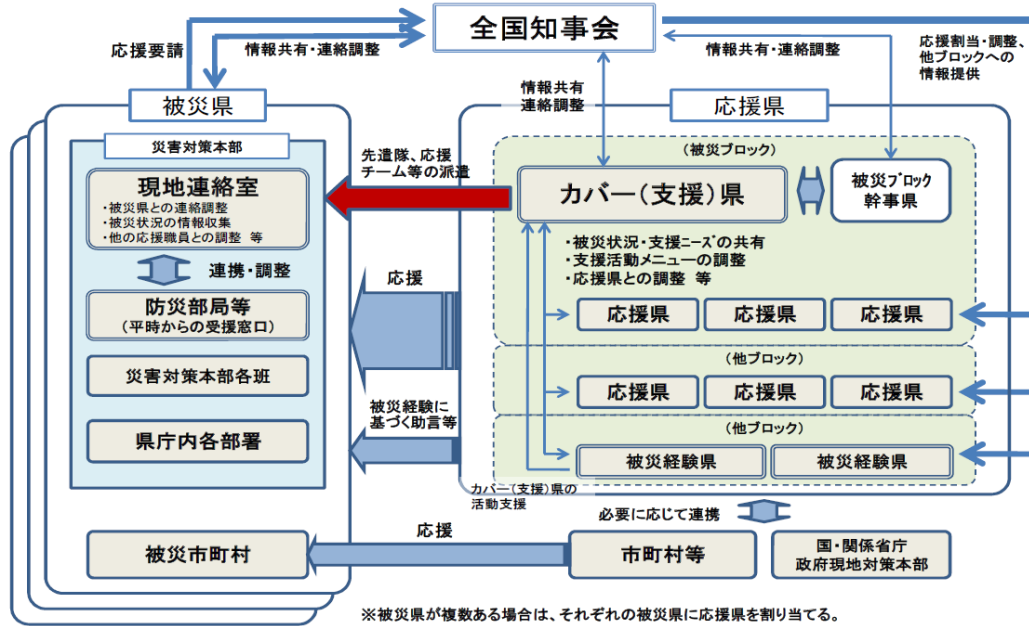 全国知事会
応援要請
情報共有・連絡調整
情報共有・連絡調整
応援割当・調整、
他ブロックへの
情報提供
情報共有
連絡調整
被災県
応援県
災害対策本部
現地連絡室
・被災県との連絡調整
・被災状況の情報収集
・他の応援職員との調整 等
連携・調整
防災部局等
(平時からの受援窓口)
災害対策本部各班
県庁内各部署
被災市町村
先遣隊、応援
チーム等の派遣
応援
被災経験に
基づく助言等
応援
(被災ブロック)
カバー(支援)県
被災ブロック
幹事県
・被災状況・支援ニーズの共有
・支援活動メニューの調整
・応援県との調整 等
応援県 応援県 応援県
(他ブロック)
応援県 応援県 応援県
(他ブロック)
被災経験県 被災経験県
カバー(支援)県の
活動支援
必要に応じて連携
市町村等
国・関係省庁
政府現地対策本部
※被災県が複数ある場合は、それぞれの被災県に応援県を割り当てる。